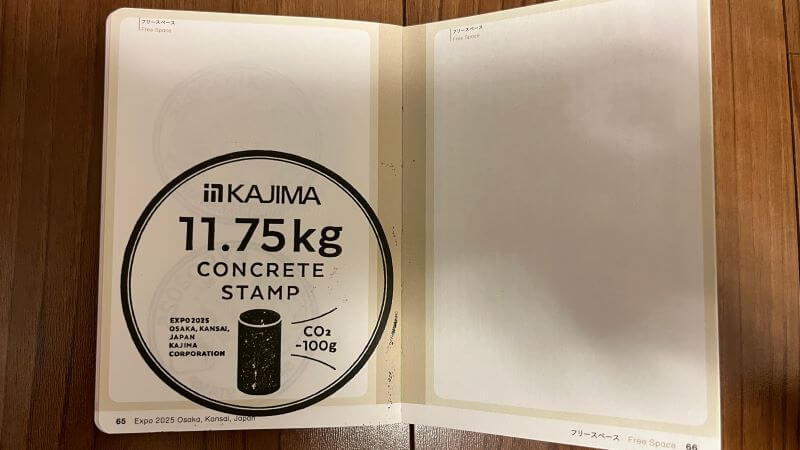 フリースペース
Free Space
KAJIMA
11.75kg
CONCRETE
STAMP
EXPO2025
OSAKA, KANSAI,
JAPAN
KAJIMA
CORPORATION
CO₂
-100g
65 Expo 2025 Osaka, Kansai, Japan
フリースペース
Free Space
フリースペース Free Space 66